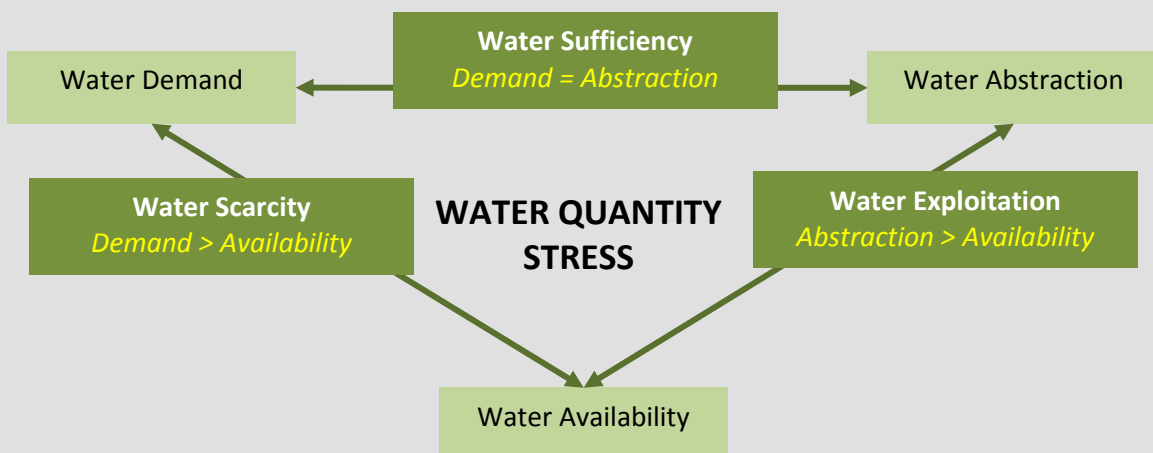 Water Sufficiency
Demand = Abstraction
Water Demand
Water Abstraction
Water Scarcity
Demand > Availability
WATER QUANTITY
STRESS
Water Exploitation
Abstraction > Availability
Water Availability